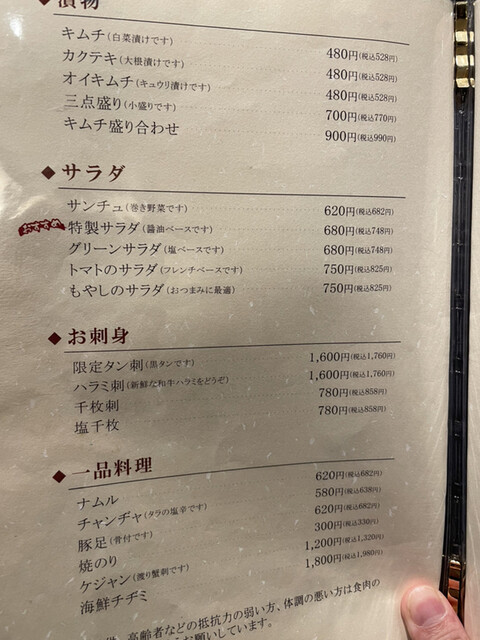 ◆漬物
キムチ(白菜漬けです) 480円(税込528円)
カクテキ(大根漬けです) 480円(税込528円)
オイキムチ(キュウリ漬けです) 480円(税込528円)
三点盛り(小盛りです) 700円(税込770円)
キムチ盛り合わせ 900円(税込990円)
◆サラダ
サンチュ(巻き野菜です) 620円(税込682円)
おすすめ 特製サラダ(醤油ベースです) 680円(税込748円)
グリーンサラダ(塩ベースです) 680円(税込748円)
トマトのサラダ(フレンチベースです) 750円(税込825円)
もやしのサラダ(おつまみに最適) 750円(税込825円)
◆お刺身
限定タン刺(黒タンです) 1,600円(税込1,760円)
ハラミ刺(新鮮な和牛ハラミをどうぞ) 1,600円(税込1,760円)
千枚刺 780円(税込858円)
塩千枚 780円(税込858円)
◆一品料理
ナムル 620円(税込682円)
チャンヂャ(タラの塩辛です) 580円(税込638円)
豚足(骨付です) 620円(税込682円)
焼のり 300円(税込330円)
ケジャン(渡り蟹刺です) 1,200円(税込1,320円)
海鮮チヂミ 1,800円(税込1,980円)
高齢者などの抵抗力の弱い方、体調の悪い方は食肉の
お願いしています。